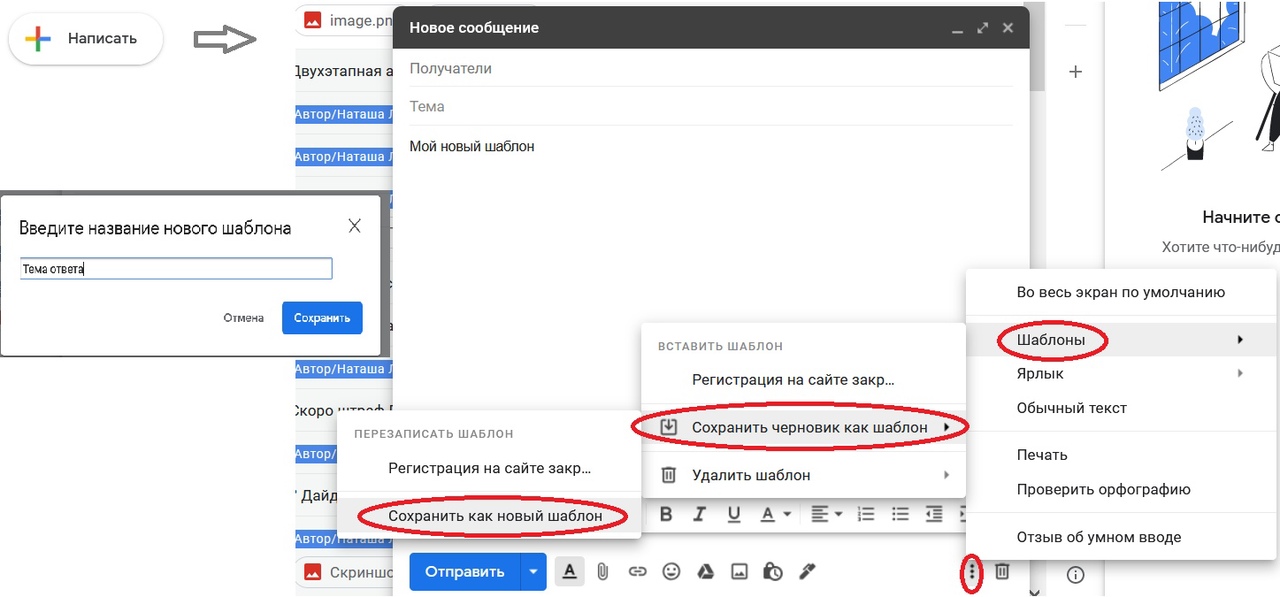 Написать
image.pn
Новое сообщение
Получатели
Двухэтапная а
Тема
Автор/Наташа Л
Мой новый шаблон
Автор/Наташа Л
Начните с
Хотите что-нибуд
Введите название нового шаблона
Тема ответа
Отмена
Сохранить
Во весь экран по умолчанию
Шаблоны
Ярлык
Обычный текст
Печать
Проверить орфографию
Отзыв об умном вводе
ВСТАВИТЬ ШАБЛОН
Регистрация на сайте закр...
Сохранить черновик как шаблон
Удалить шаблон
Автор/Наташа Л
Скоро штраф
ПЕРЕЗАПИСАТЬ ШАБЛОН
Регистрация на сайте закр...
Сохранить как новый шаблон
Автор/
Дайд
Автор/Наташа Л
Отправить
Скриншо